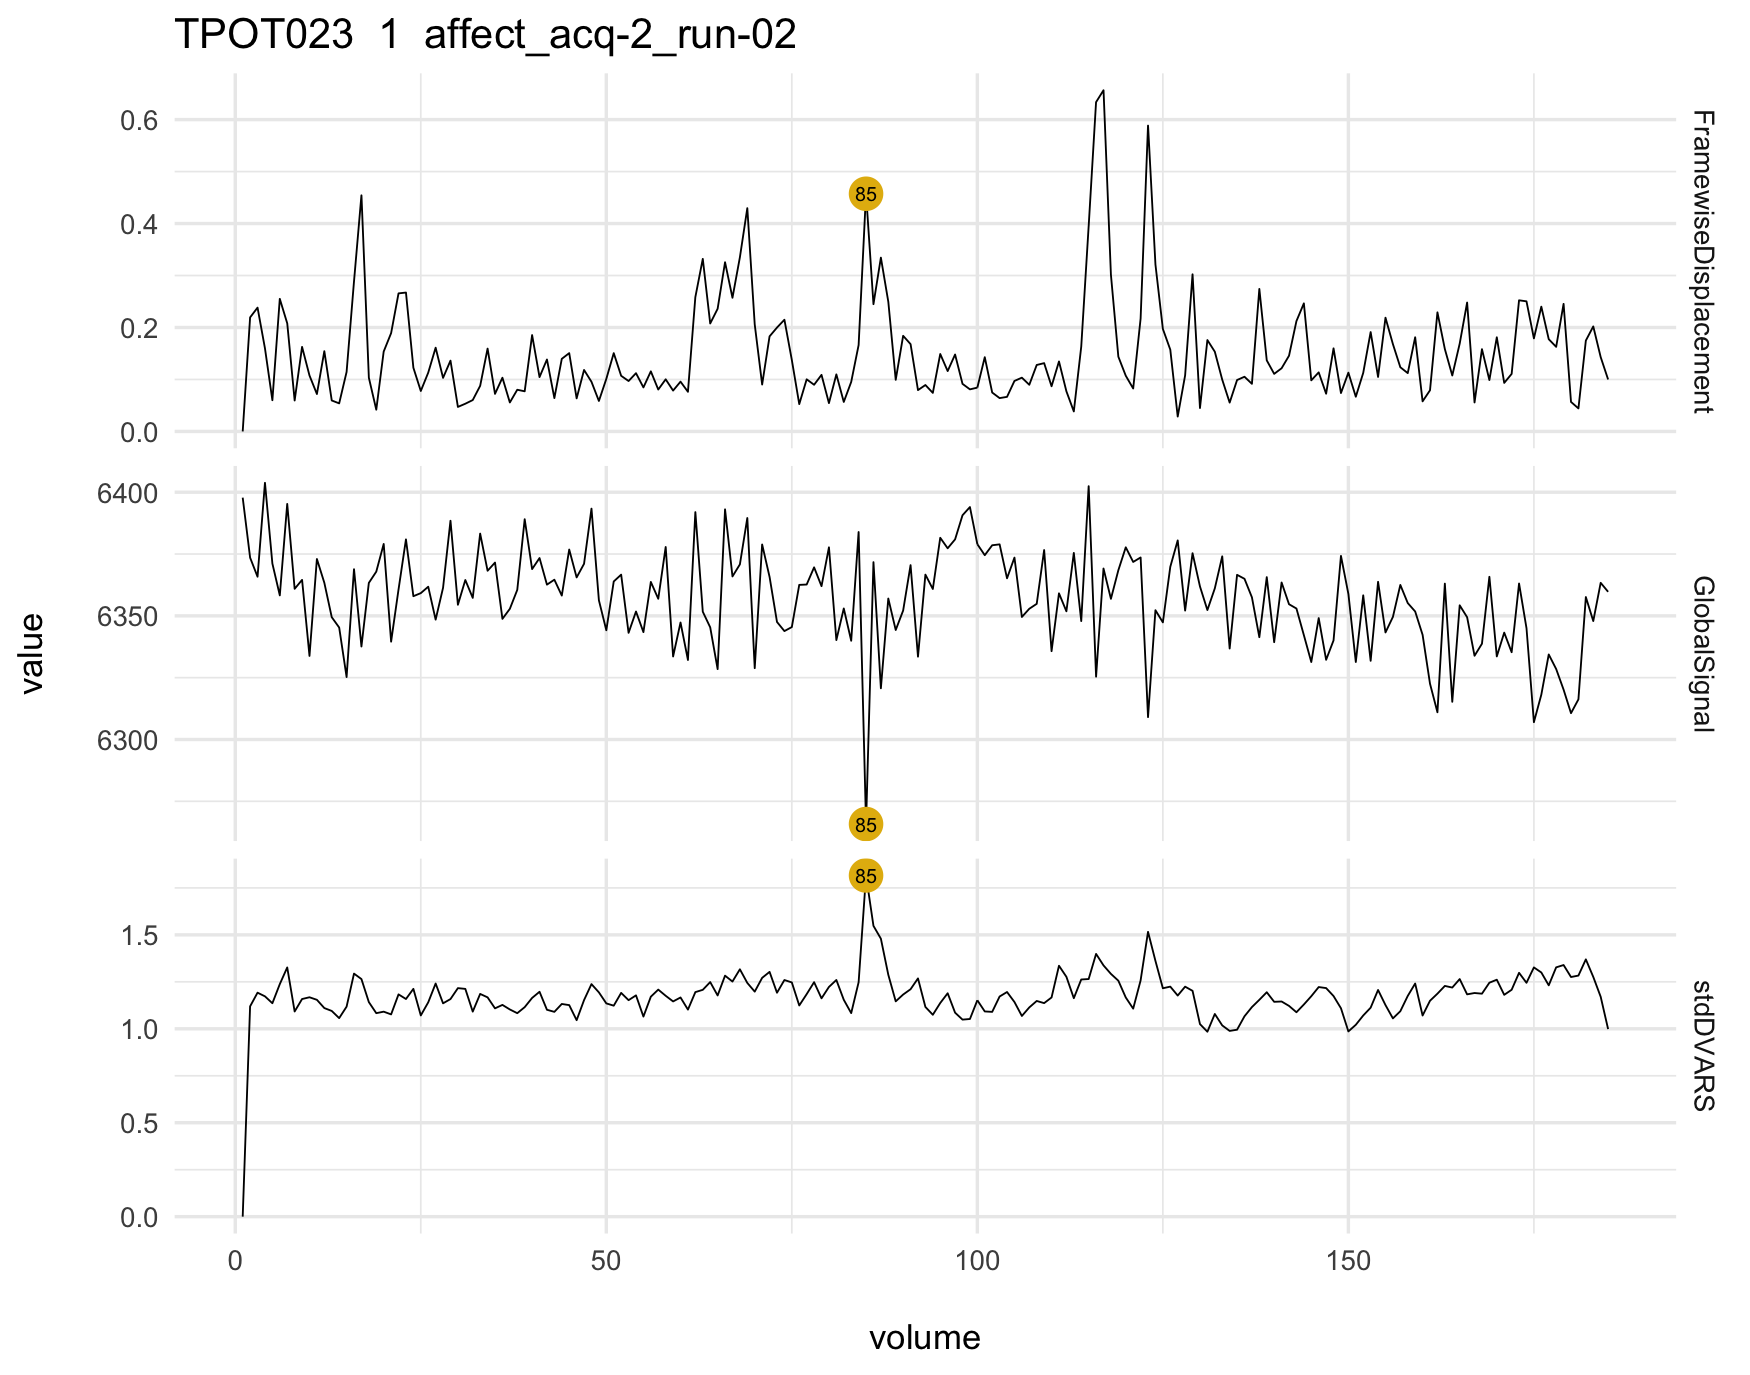 TPOT023  1  affect_acq-2_run-02
0.6
0.4
0.2
0.0
85
FramewiseDisplacement
6400
6350
6300
85
GlobalSignal
value
1.5
1.0
0.5
0.0
85
stdDVARS
0 50 100 150
volume